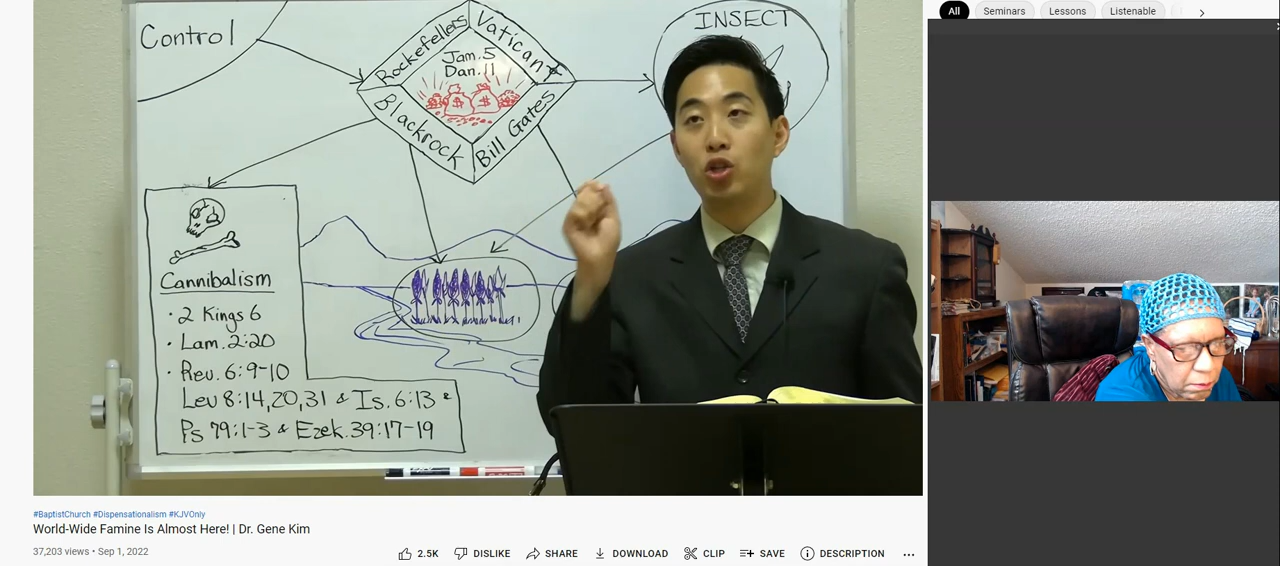 Control
Rockefellers
Vatican
Jam. 5
Dan. 11
$ $
Blackrock
Bill Gates
INSECT
Cannibalism
· 2 Kings 6
· Lam. 2:20
· Rev. 6:9-10
Lev 8:14,20,31 & Is. 6:13 &
Ps 79:1-3 & Ezek. 39:17-19
#BaptistChurch #Dispensationalism #KJVOnly
World-Wide Famine Is Almost Here! | Dr. Gene Kim
37,203 views • Sep 1, 2022
2.5K DISLIKE SHARE DOWNLOAD CLIP SAVE DESCRIPTION ...
All Seminars Lessons Listenable